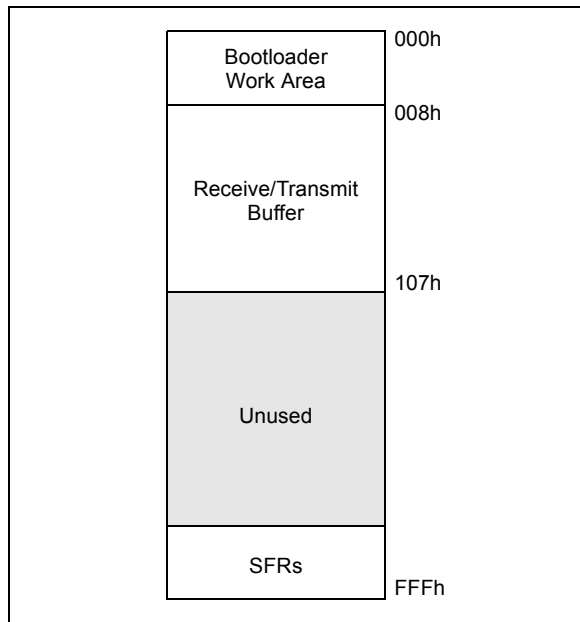 000h
Bootloader
Work Area
008h
Receive/Transmit
Buffer
107h
Unused
SFRs
FFFh